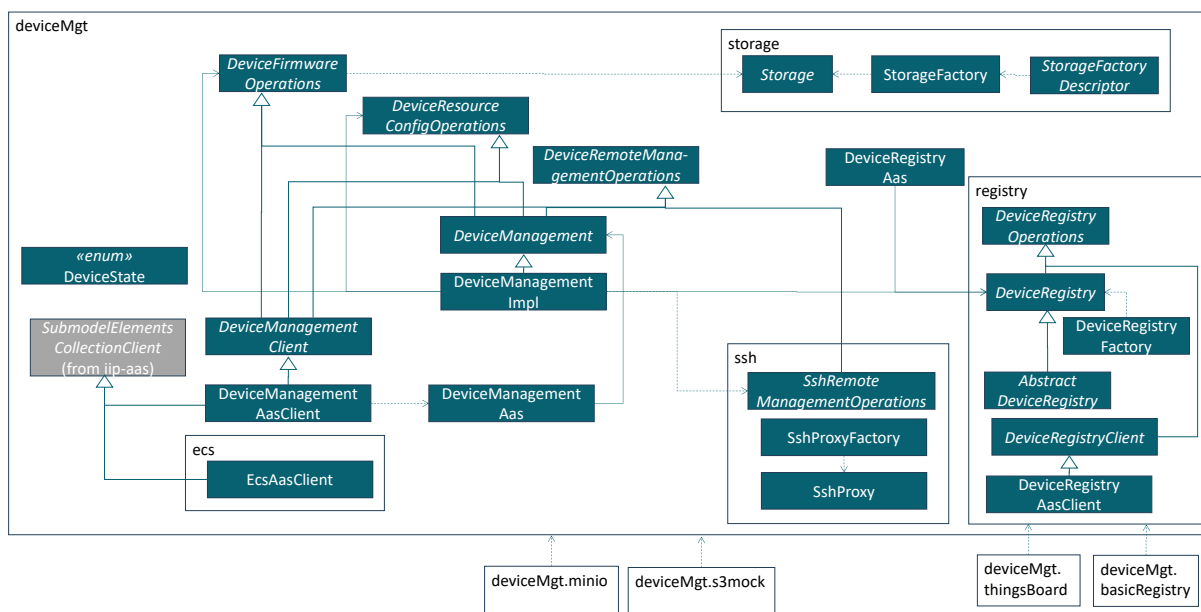 deviceMgt
storage
DeviceFirmware
Operations
Storage
StorageFactory
StorageFactory
Descriptor
DeviceResource
ConfigOperations
DeviceRemoteMana-
gementOperations
DeviceRegistry
Aas
registry
DeviceRegistry
Operations
DeviceManagement
«enum»
DeviceState
DeviceManagement
Impl
DeviceRegistry
DeviceRegistry
Factory
SubmodelElements
CollectionClient
(from iip-aas)
DeviceManagement
Client
ssh
SshRemote
ManagementOperations
Abstract
DeviceRegistry
DeviceManagement
AasClient
DeviceManagement
Aas
SshProxyFactory
DeviceRegistryClient
ecs
EcsAasClient
SshProxy
DeviceRegistry
AasClient
deviceMgt.minio
deviceMgt.s3mock
deviceMgt.
thingsBoard
deviceMgt.
basicRegistry